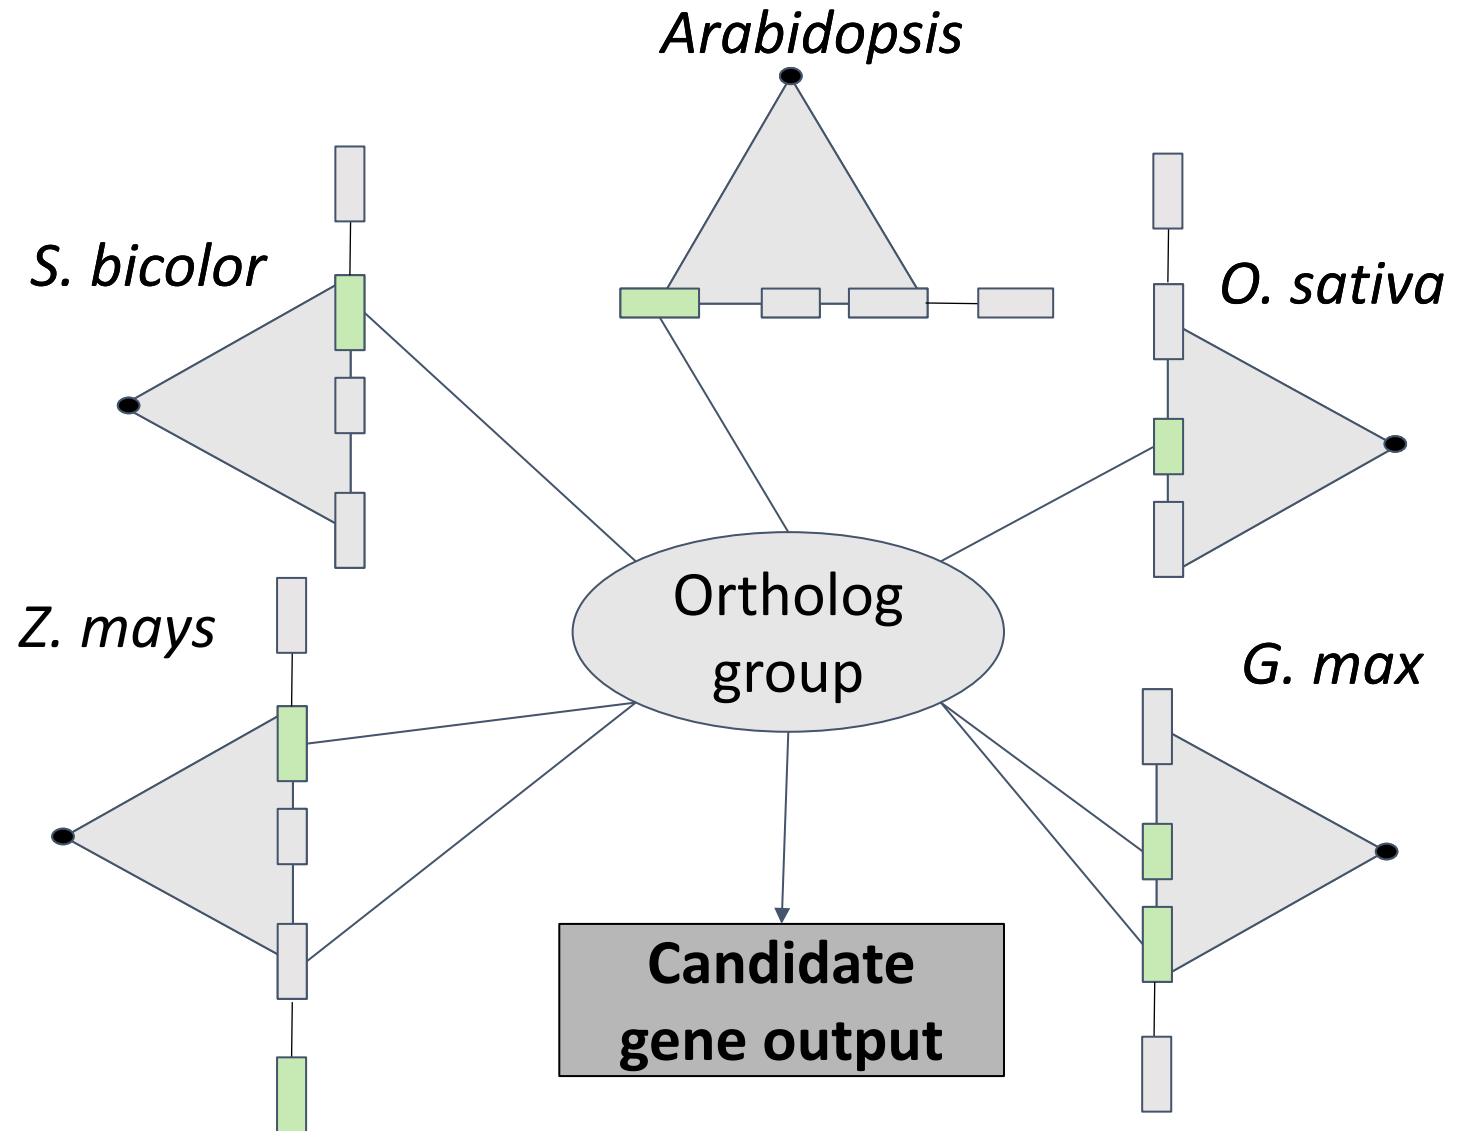 Arabidopsis
S. bicolor
O. sativa
Ortholog
group
Z. mays
G. max
Candidate
gene output